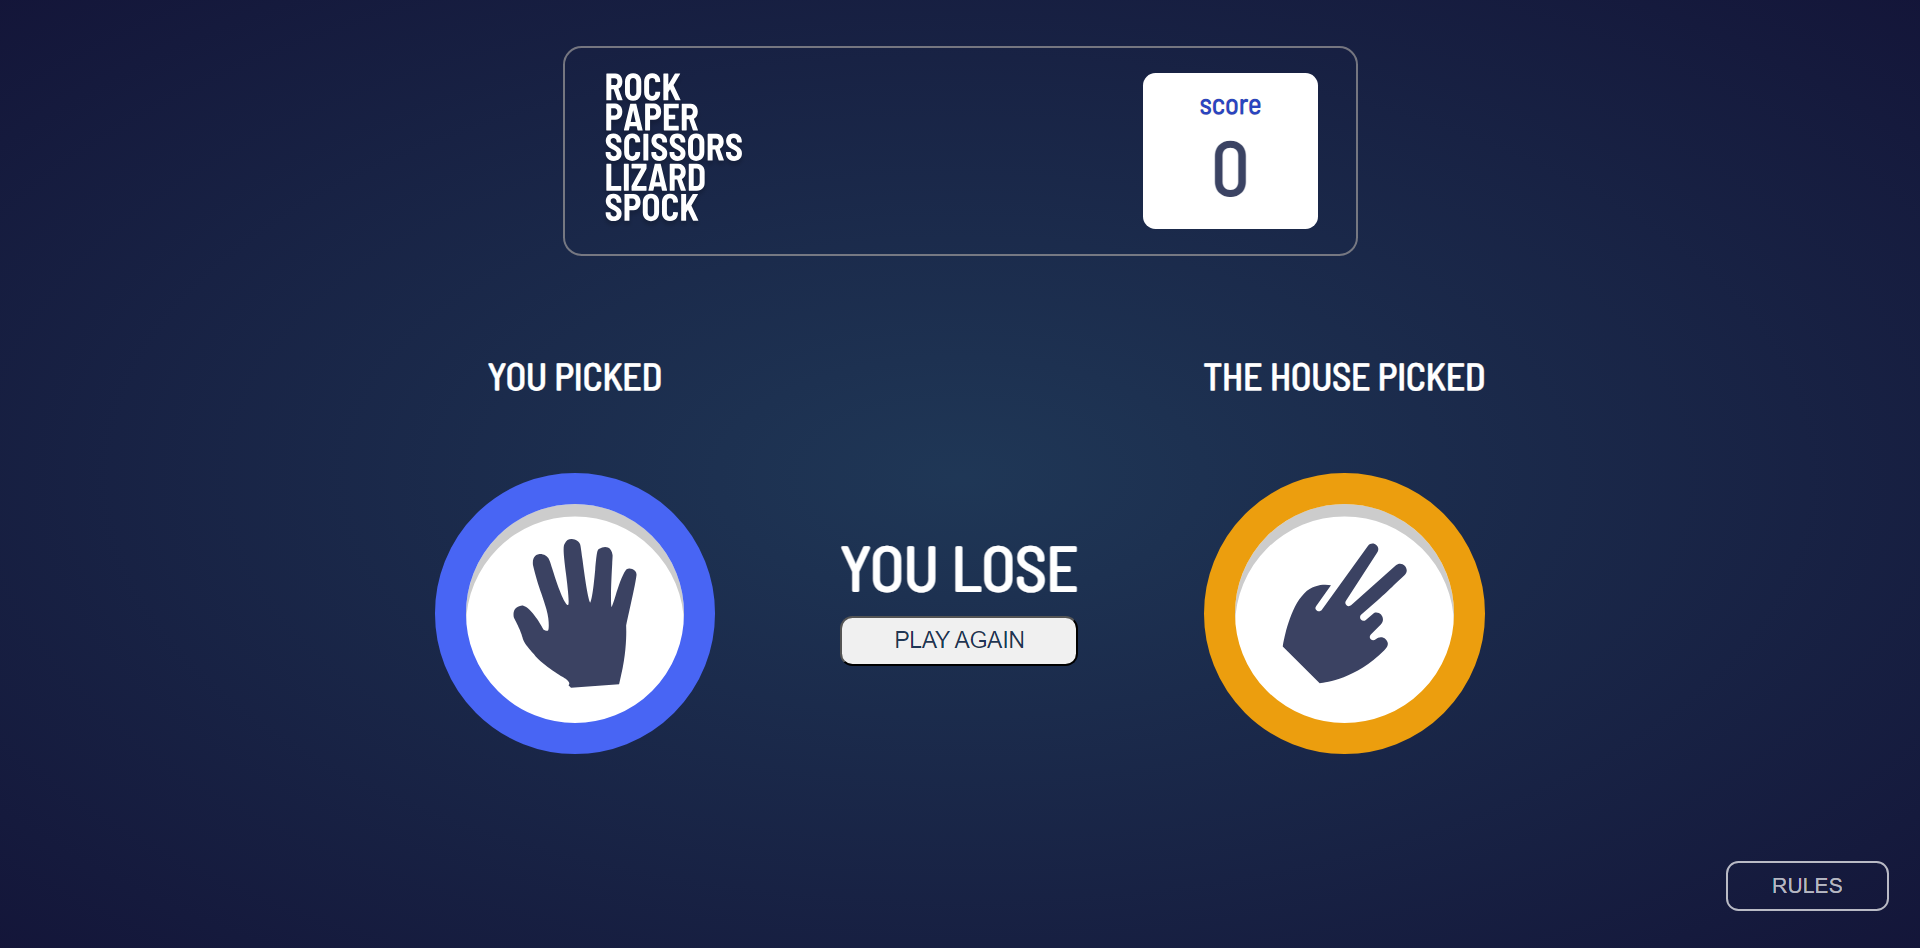 ROCK
PAPER
SCISSORS
LIZARD
SPOCK
score
0
YOU PICKED
THE HOUSE PICKED
YOU LOSE
PLAY AGAIN
RULES